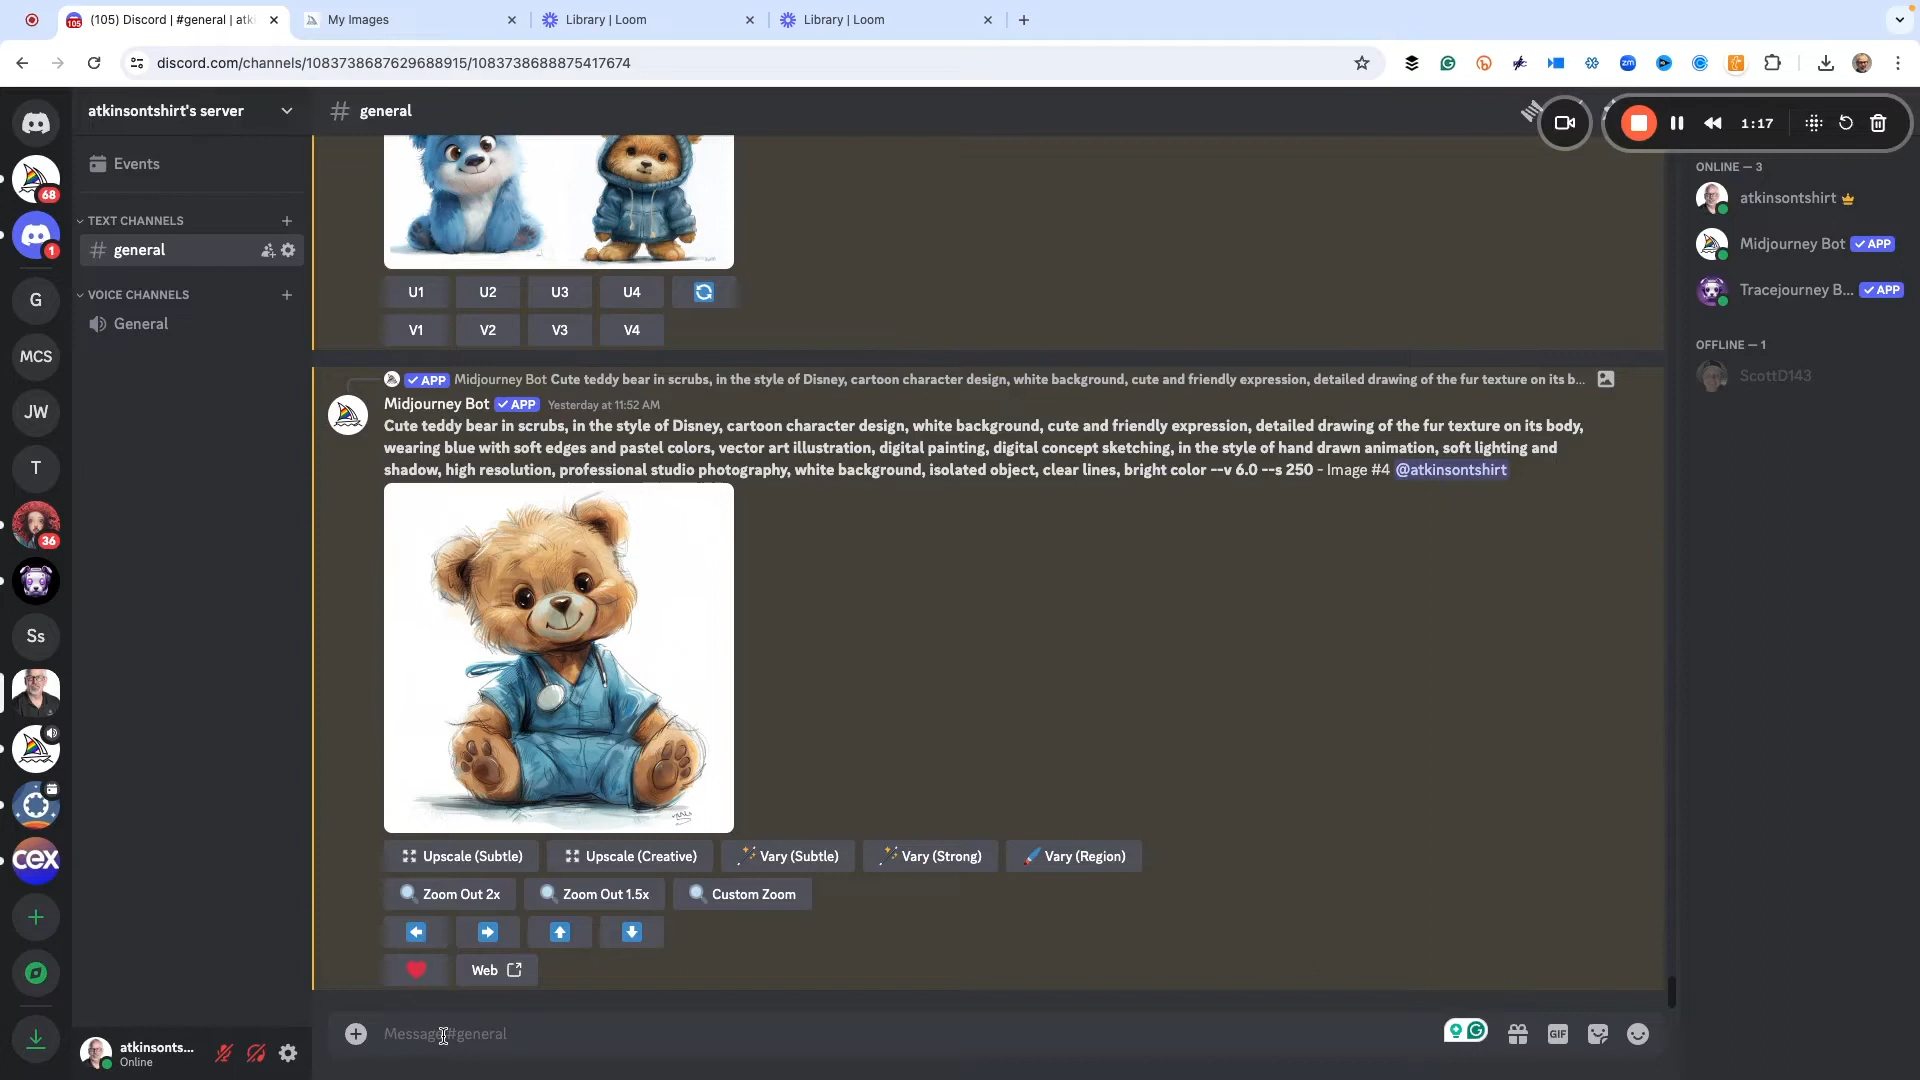 (105) Discord | #general | atki
My Images
Library | Loom
Library | Loom
discord.com/channels/1083738687629688915/1083738688875417674
atkinsontshirt's server
general
1:17
Events
ONLINE — 3
68
atkinsontshirt
TEXT CHANNELS
general
1
Midjourney Bot APP
VOICE CHANNELS
G
Tracejourney B... APP
U1 U2 U3 U4
General
V1 V2 V3 V4
OFFLINE — 1
MCS
ScottD143
APP Midjourney Bot Cute teddy bear in scrubs, in the style of Disney, cartoon character design, white background, cute and friendly expression, detailed drawing of the fur texture on its b...
Midjourney Bot APP Yesterday at 11:52 AM
JW
Cute teddy bear in scrubs, in the style of Disney, cartoon character design, white background, cute and friendly expression, detailed drawing of the fur texture on its body,
wearing blue with soft edges and pastel colors, vector art illustration, digital painting, digital concept sketching, in the style of hand drawn animation, soft lighting and
T
shadow, high resolution, professional studio photography, white background, isolated object, clear lines, bright color --v 6.0 --s 250 - Image #4 @atkinsontshirt
36
Ss
Upscale (Subtle) Upscale (Creative) Vary (Subtle) Vary (Strong) Vary (Region)
cex
Zoom Out 2x Zoom Out 1.5x Custom Zoom
Web
Message #general
GIF
atkinsonts...
Online